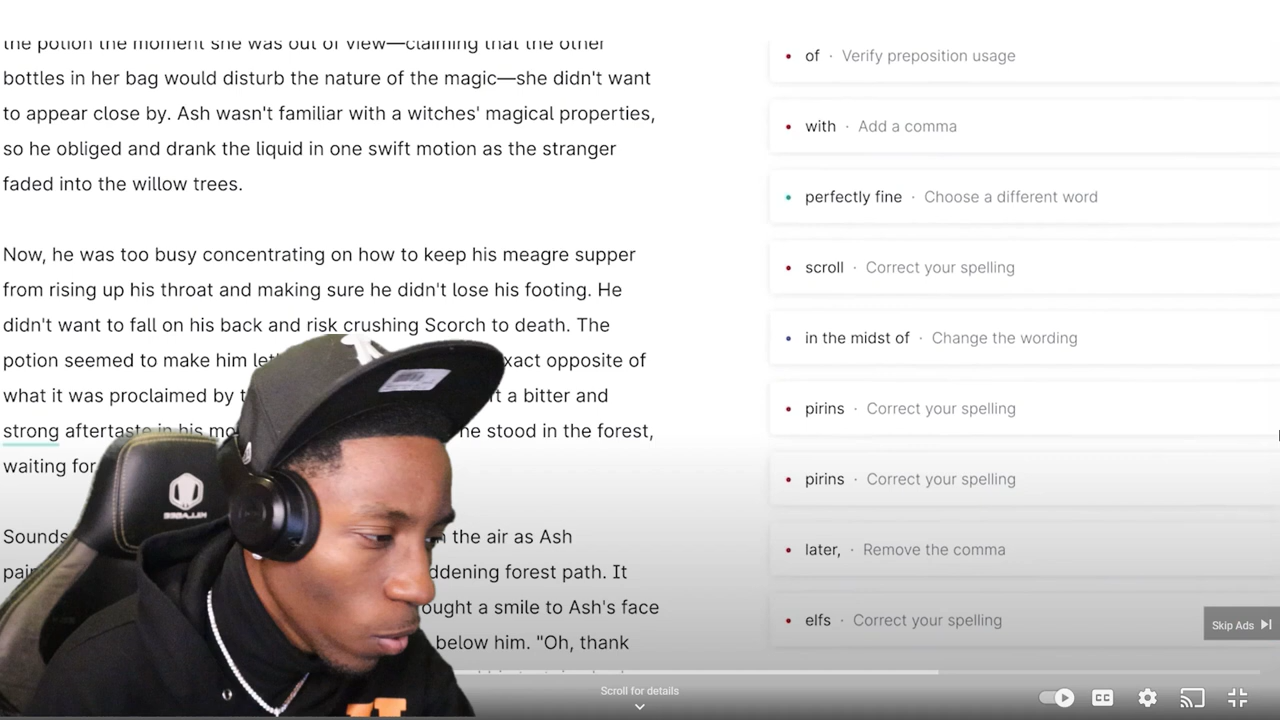 the potion the moment she was out of view—claiming that the other
bottles in her bag would disturb the nature of the magic—she didn't want
to appear close by. Ash wasn't familiar with a witches' magical properties,
so he obliged and drank the liquid in one swift motion as the stranger
faded into the willow trees.
Now, he was too busy concentrating on how to keep his meagre supper
from rising up his throat and making sure he didn't lose his footing. He
didn't want to fall on his back and risk crushing Scorch to death. The
potion seemed to make him opposite of
what it was proclaimed by a bitter and
strong aftertaste in his he stood in the forest,
waiting for
Sounds the air as Ash
forest path. It
a smile to Ash's face
below him. "Oh, thank
of · Verify preposition usage
with · Add a comma
perfectly fine · Choose a different word
scroll · Correct your spelling
in the midst of · Change the wording
pirins · Correct your spelling
pirins · Correct your spelling
later, · Remove the comma
elfs · Correct your spelling
Skip Ads
Scroll for details
CC